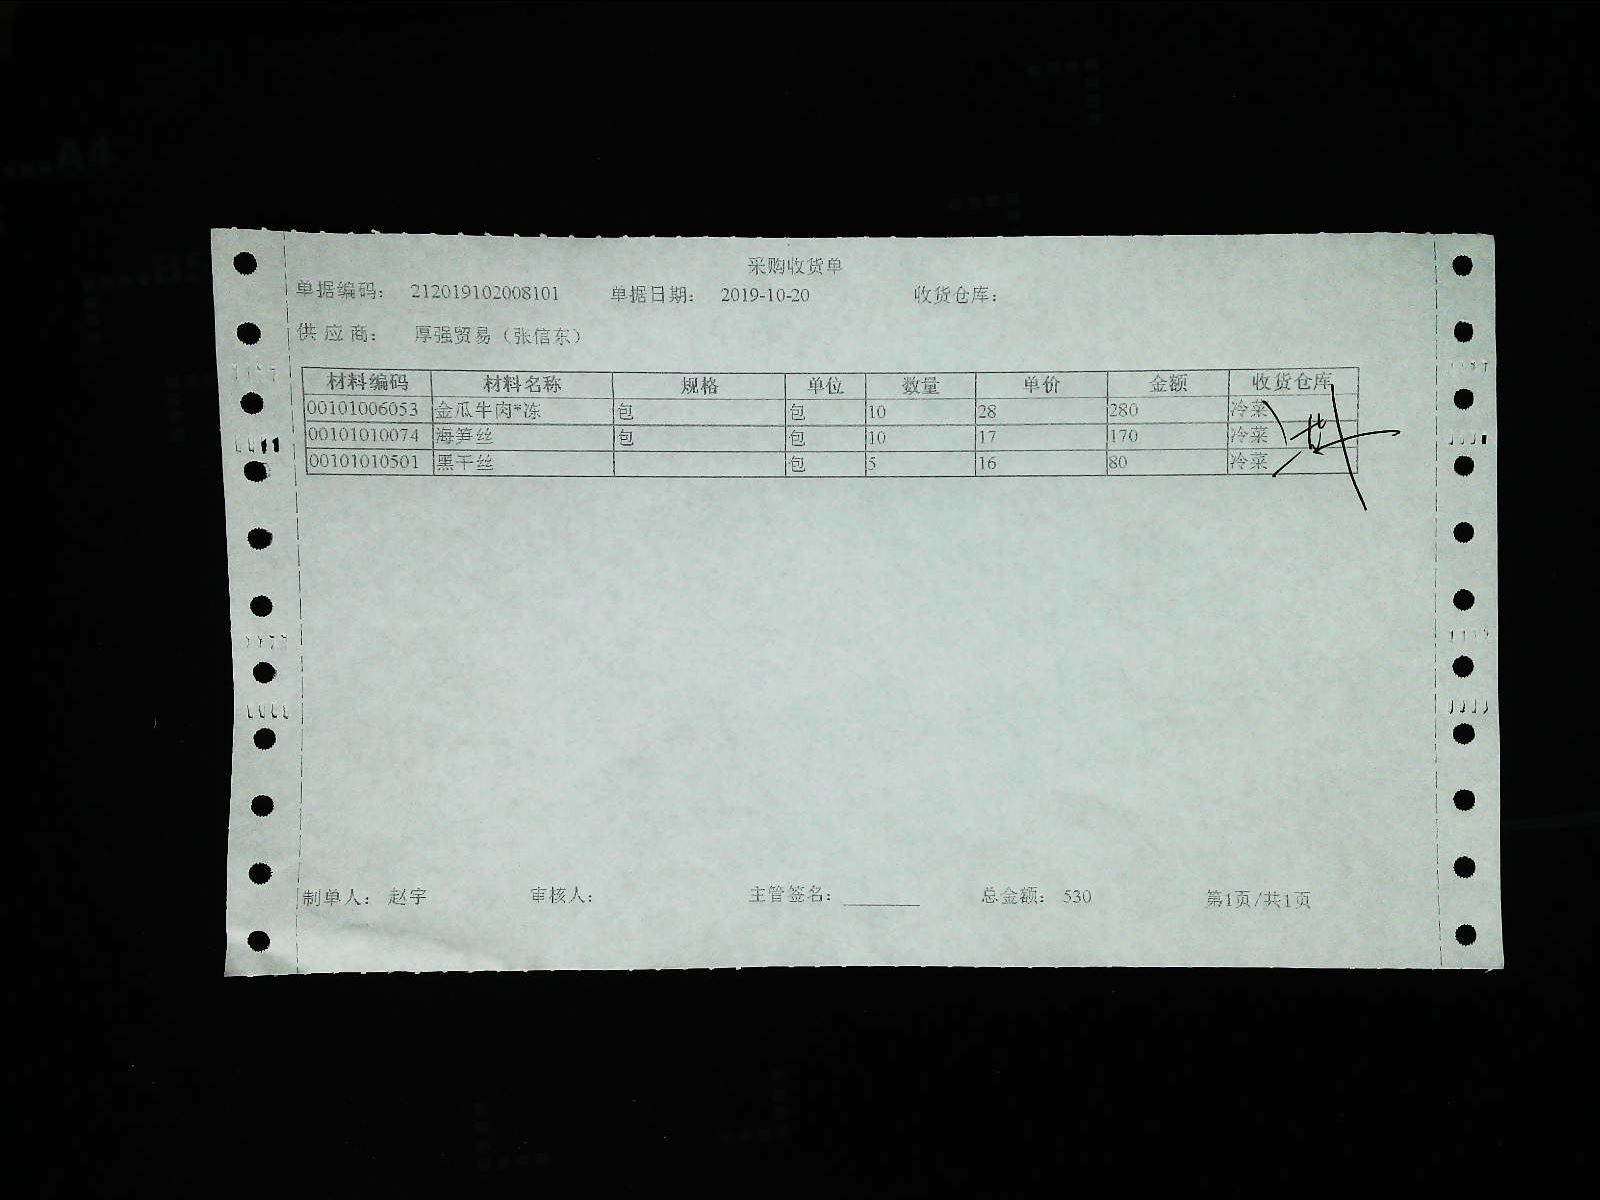 采购收货单
单据编码： 212019102008101 单据日期： 2019-10-20 收货仓库：
供 应 商： 厚强贸易（张信东）
材料编码 材料名称 规格 单位 数量 单价 金额 收货仓库
00101006053 金瓜牛肉*冻 包 包 10 28 280 冷菜
00101010074 海笋丝 包 包 10 17 170 冷菜
00101010501 黑干丝 包 5 16 80 冷菜
制单人： 赵宇 审核人： 主管签名：________ 总金额： 530 第1页/共1页